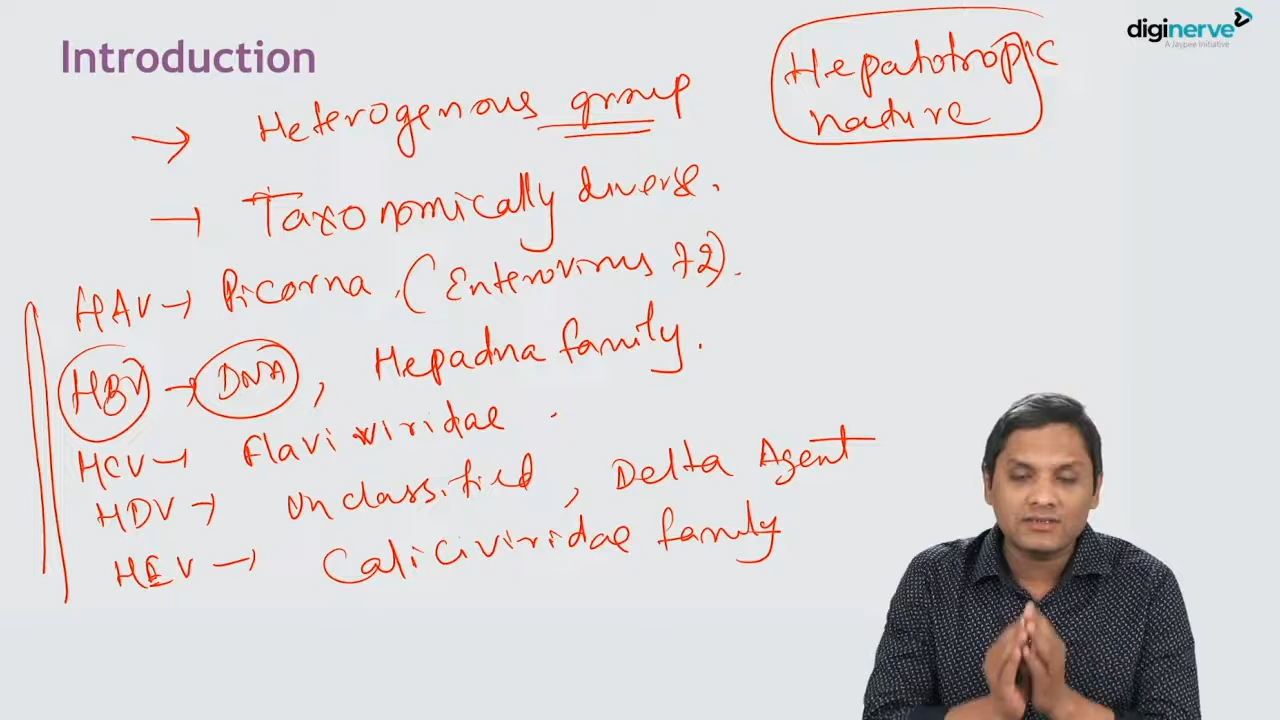 Introduction
diginerve
A Jaypee Initiative
Hepatotropic
nature
→ Heterogenous group
→ Taxonomically diverse.
HAV → Picorna. (Enterovirus 72).
HBV → DNA, Hepadna family.
HCV → Flaviviridae.
HDV → Unclassified, Delta Agent
HEV → Caliciviridae family